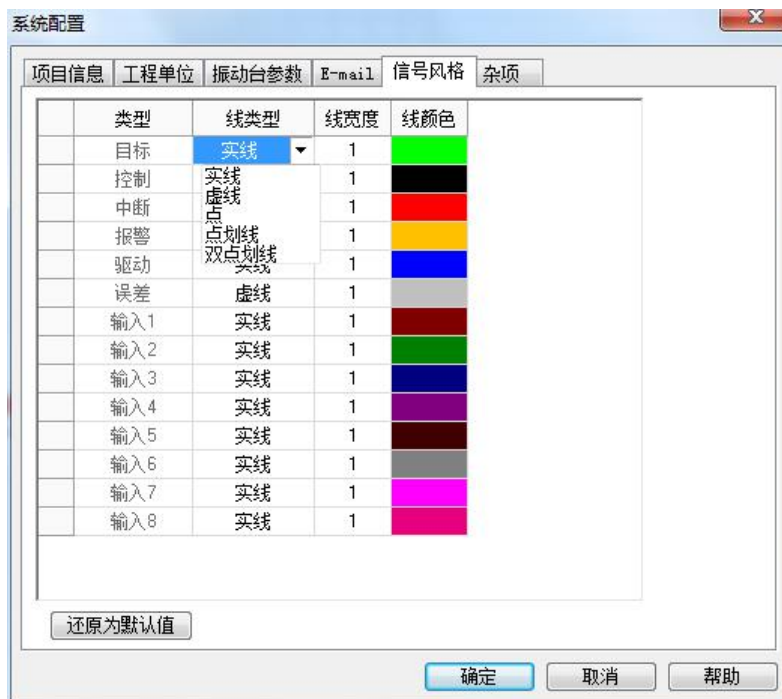 系统配置
项目信息 工程单位 振动台参数 E-mail 信号风格 杂项
类型 线类型 线宽度 线颜色
目标 实线 1
控制 1
中断 1
报警 1
驱动 实线 1
实线
虚线
点
点划线
双点划线
误差 虚线 1
输入1 实线 1
输入2 实线 1
输入3 实线 1
输入4 实线 1
输入5 实线 1
输入6 实线 1
输入7 实线 1
输入8 实线 1
还原为默认值
确定 取消 帮助